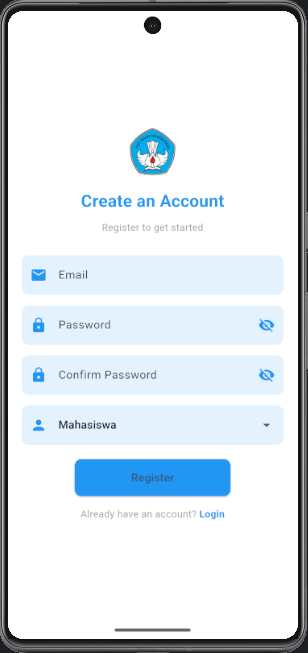 Create an Account
Register to get started
Email
Password
Confirm Password
Mahasiswa
Register
Already have an account? Login